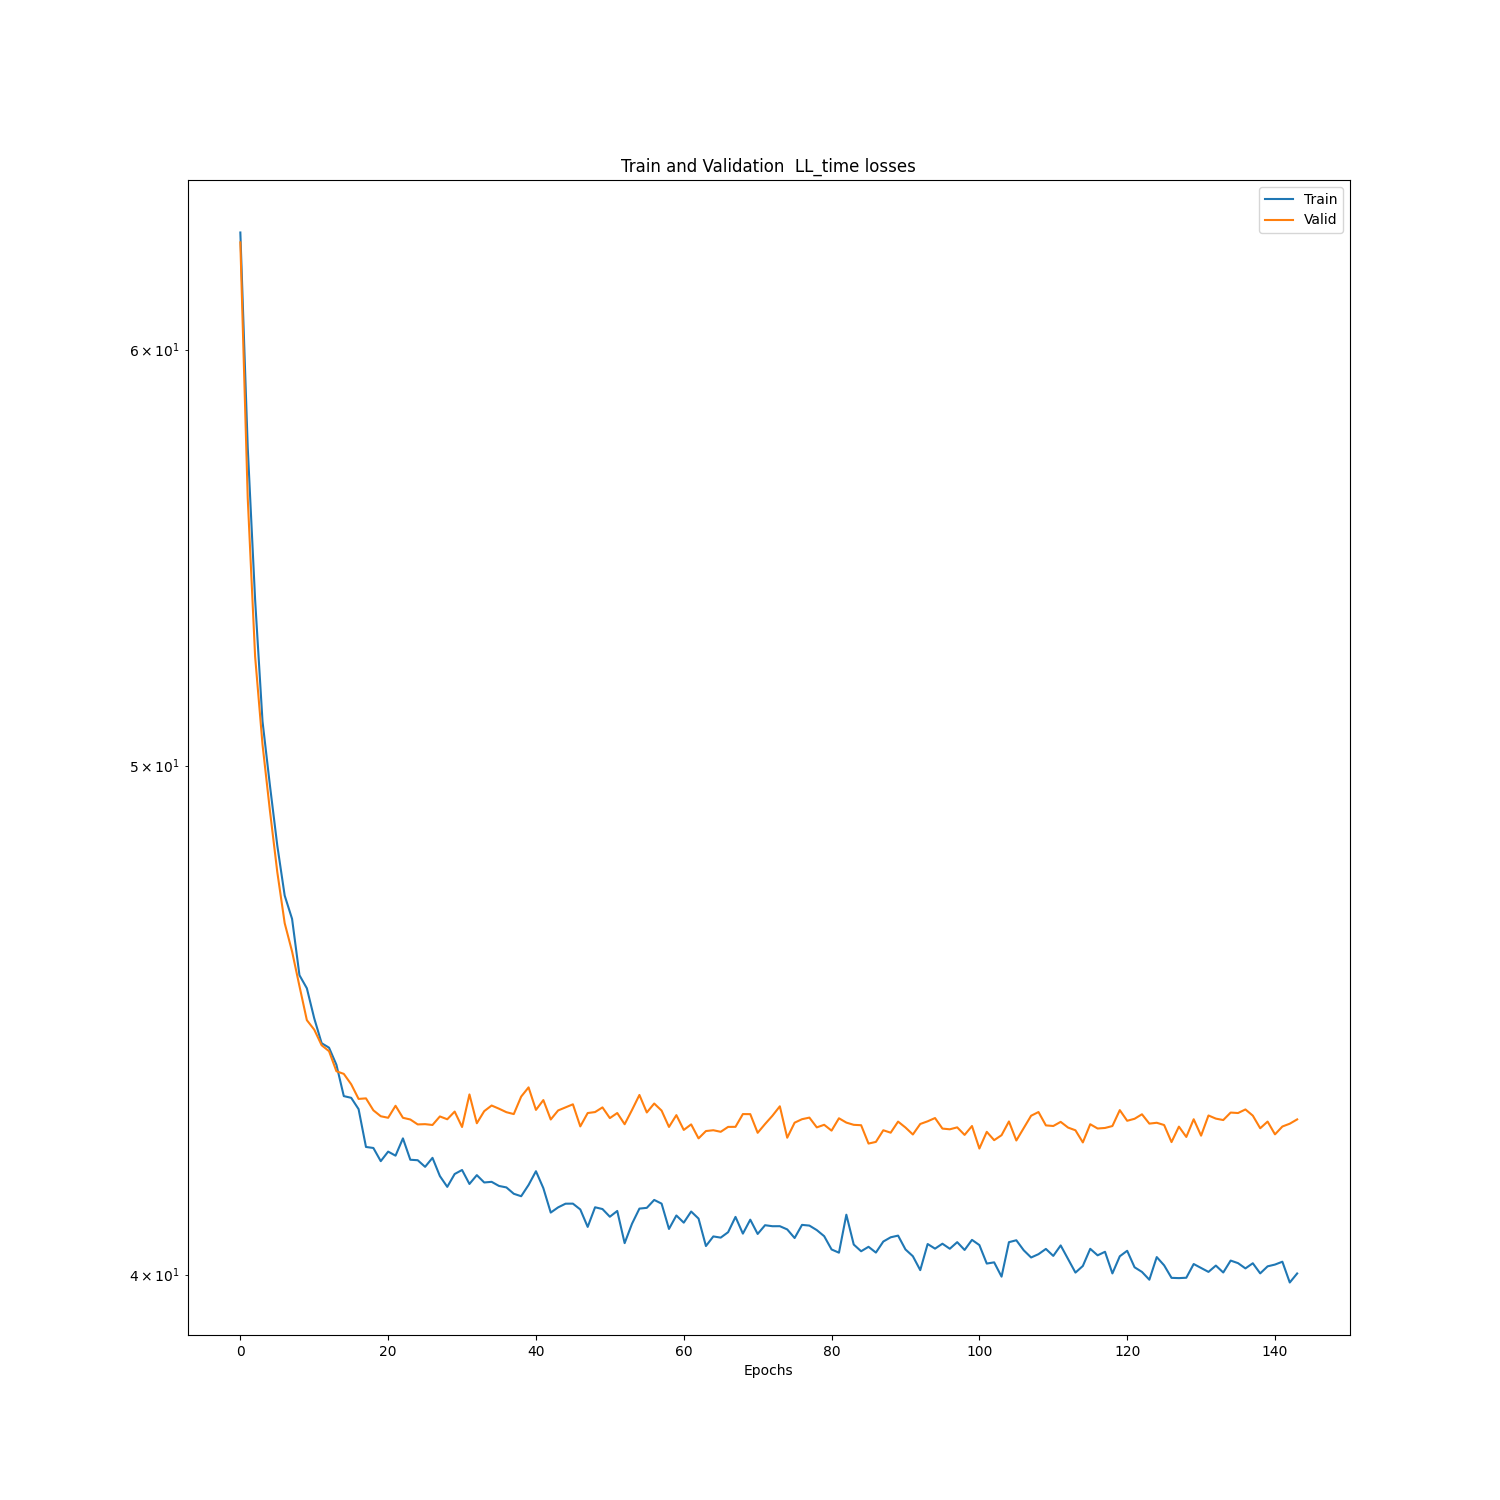 Train and Validation  LL_time losses
Train
Valid
6 × 10¹
5 × 10¹
4 × 10¹
0 20 40 60 80 100 120 140
Epochs